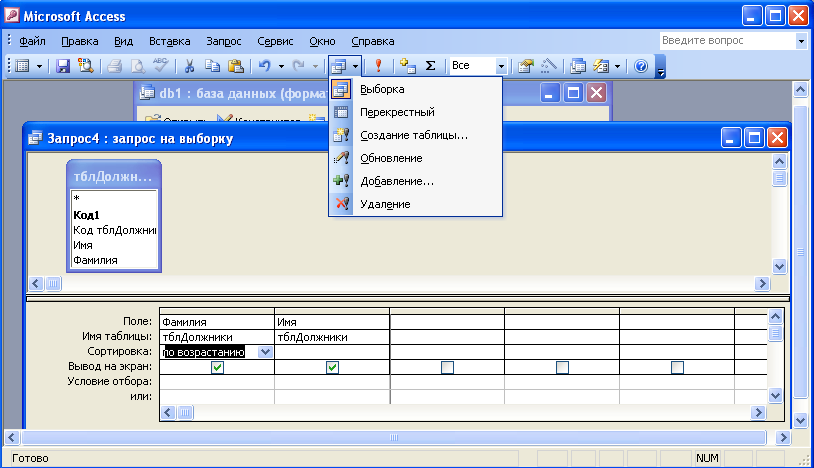 Microsoft Access
Файл Правка Вид Вставка Запрос Сервис Окно Справка
Введите вопрос
Все
db1 : база данных (формат
Открыть Конструктор
Выборка
Перекрестный
Создание таблицы...
Обновление
Добавление...
Удаление
Запрос4 : запрос на выборку
тблДолжн...
*
Код1
Код тблДолжни
Имя
Фамилия
Поле: Фамилия Имя
Имя таблицы: тблДолжники тблДолжники
Сортировка: по возрастанию
Вывод на экран:
Условие отбора:
или:
Готово
NUM